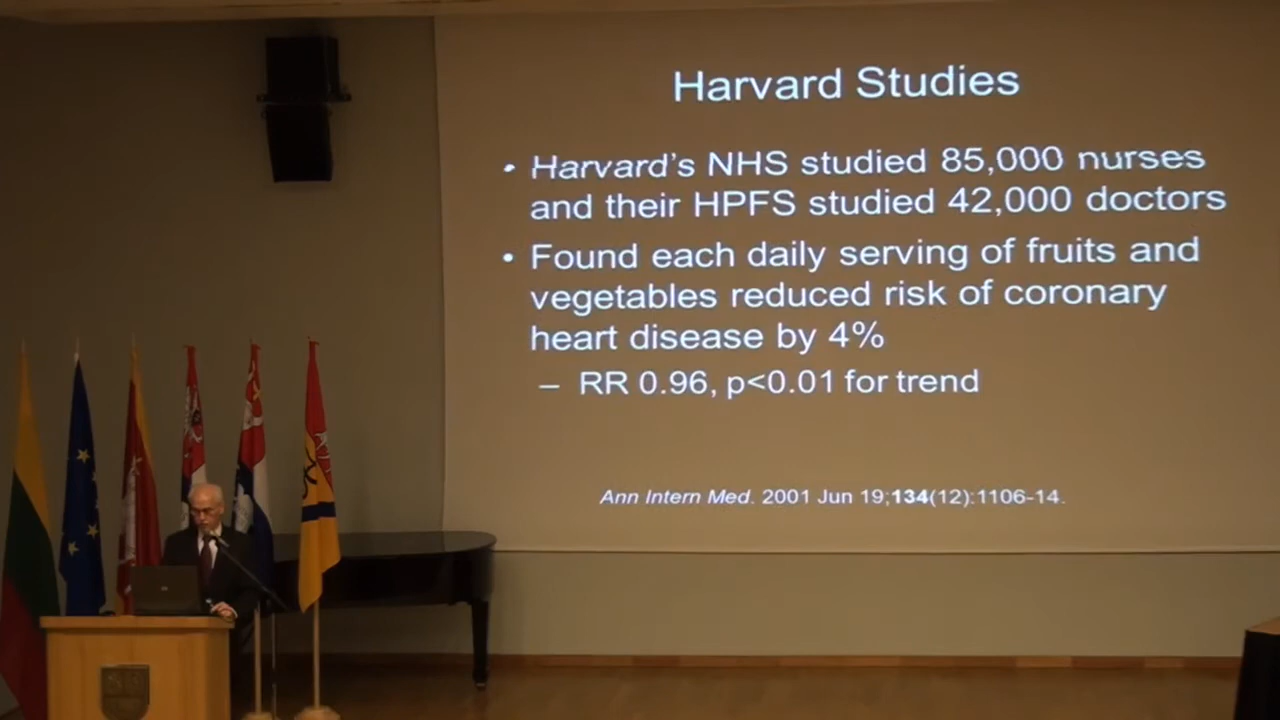 Harvard Studies
• Harvard's NHS studied 85,000 nurses
and their HPFS studied 42,000 doctors
• Found each daily serving of fruits and
vegetables reduced risk of coronary
heart disease by 4%
– RR 0.96, p<0.01 for trend
Ann Intern Med. 2001 Jun 19;134(12):1106-14.